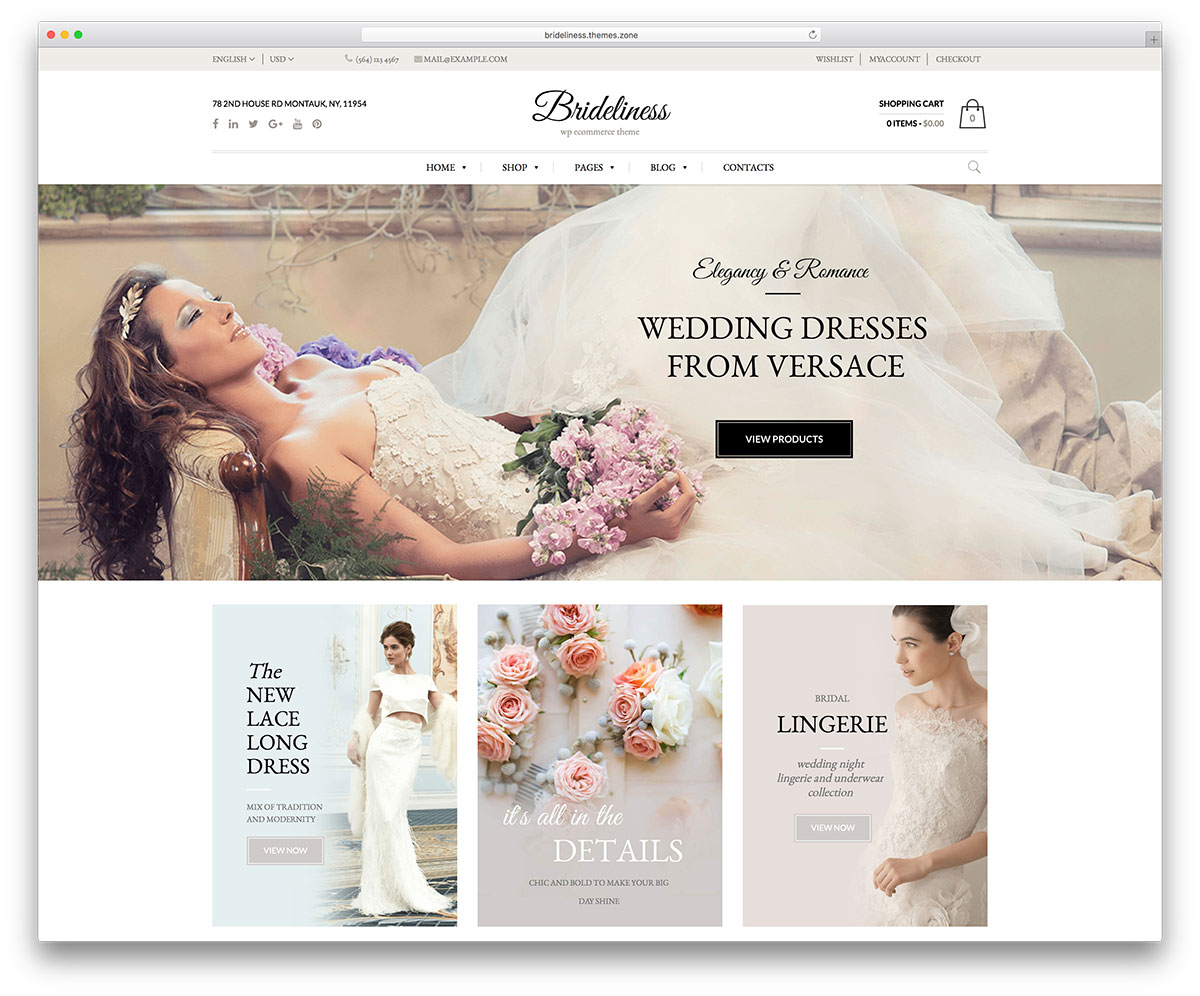 brideliness.themes.zone
ENGLISH USD (564) 123 4567 MAIL@EXAMPLE.COM WISHLIST MYACCOUNT CHECKOUT
78 2ND HOUSE RD MONTAUK, NY, 11954
Brideliness
wp ecommerce theme
SHOPPING CART
0 ITEMS - $0.00
0
HOME SHOP PAGES BLOG CONTACTS
Elegancy & Romance
WEDDING DRESSES
FROM VERSACE
VIEW PRODUCTS
The
NEW
LACE
LONG
DRESS
MIX OF TRADITION
AND MODERNITY
VIEW NOW
it's all in the
DETAILS
CHIC AND BOLD TO MAKE YOUR BIG
DAY SHINE
BRIDAL
LINGERIE
wedding night
lingerie and underwear
collection
VIEW NOW